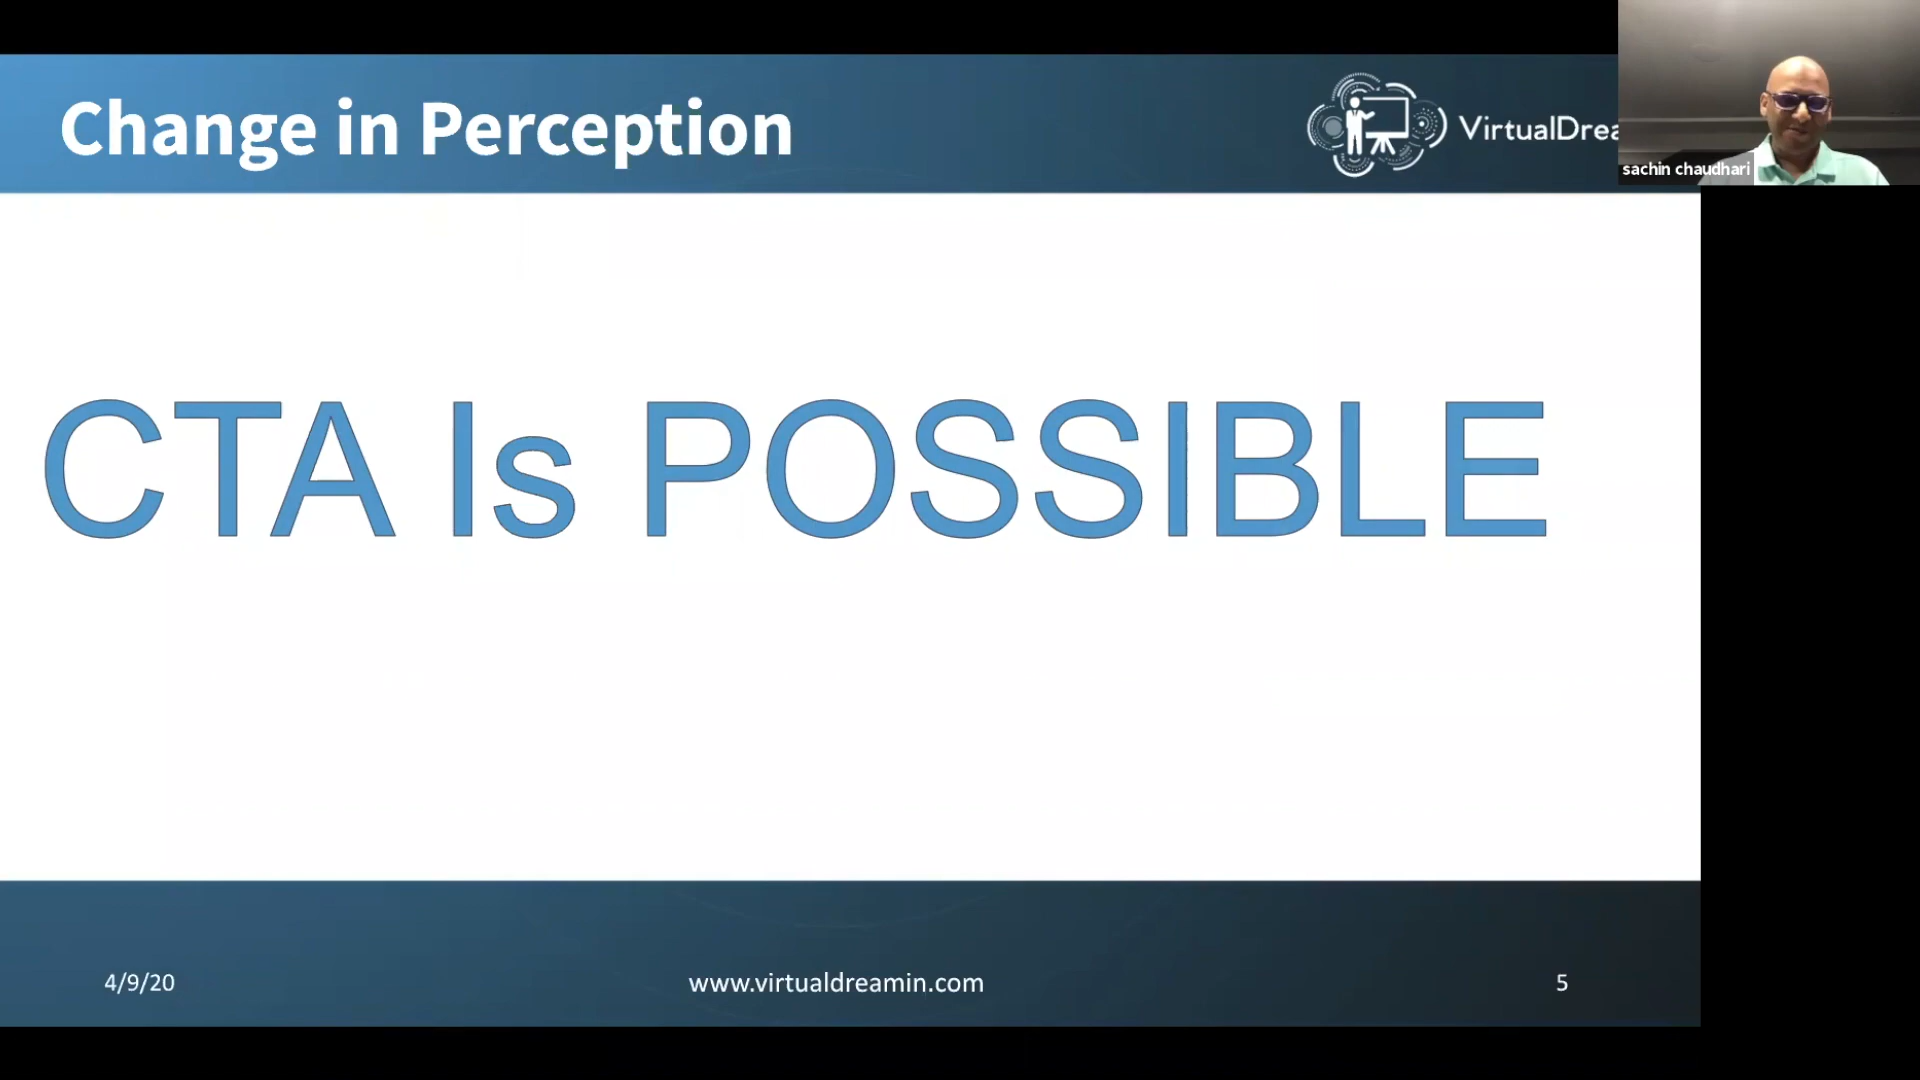 Change in Perception
VirtualDrea
sachin chaudhari
CTA Is POSSIBLE
4/9/20
www.virtualdreamin.com
5